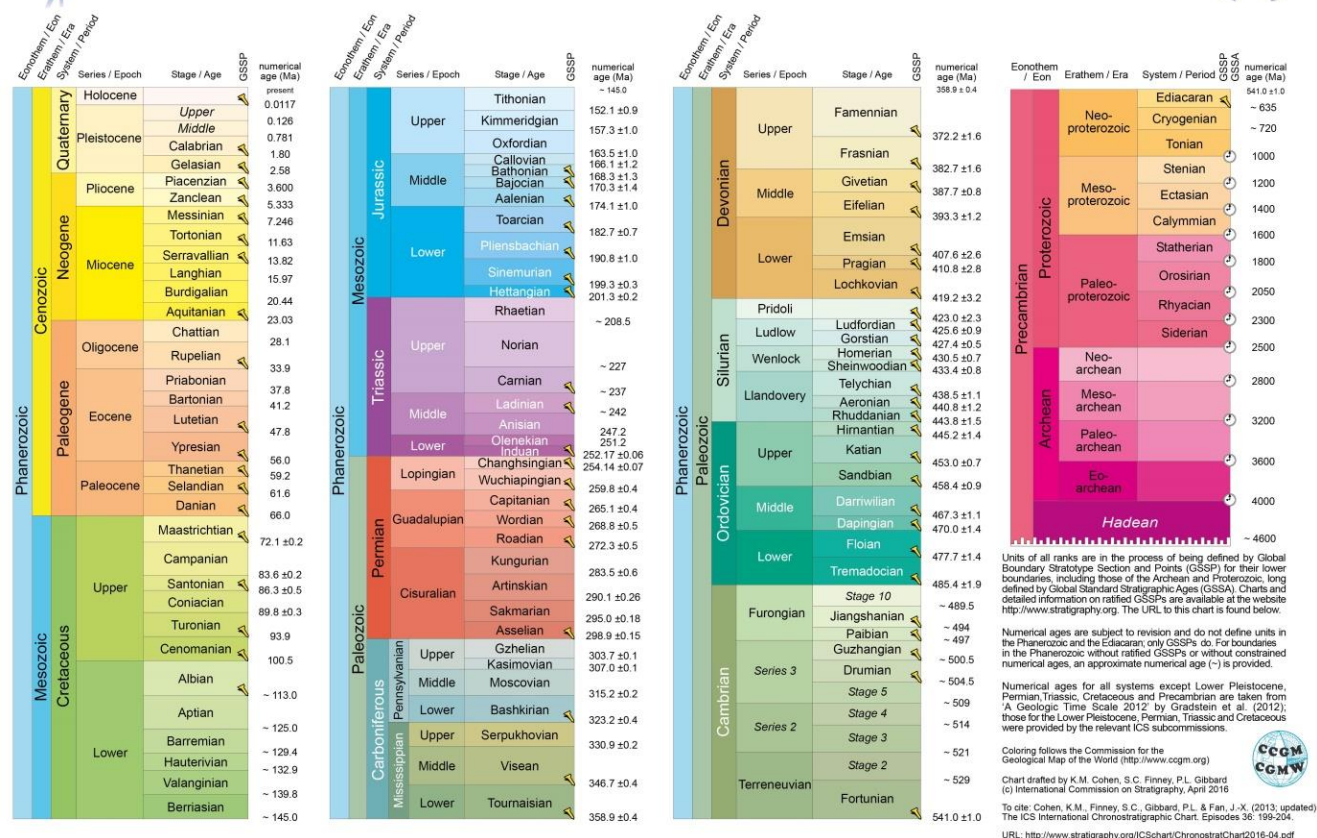 Eonothem / Eon
Erathem / Era
System / Period
Series / Epoch
Stage / Age
GSSP
numerical age (Ma)
Phanerozoic
Cenozoic
Quaternary
Holocene
present
0.0117
Pleistocene
Upper
0.126
Middle
0.781
Calabrian
1.80
Gelasian
2.58
Neogene
Pliocene
Piacenzian
3.600
Zanclean
5.333
Miocene
Messinian
7.246
Tortonian
11.63
Serravallian
13.82
Langhian
15.97
Burdigalian
20.44
Aquitanian
23.03
Paleogene
Oligocene
Chattian
28.1
Rupelian
33.9
Eocene
Priabonian
37.8
Bartonian
41.2
Lutetian
47.8
Ypresian
56.0
Paleocene
Thanetian
59.2
Selandian
61.6
Danian
66.0
Mesozoic
Cretaceous
Upper
Maastrichtian
72.1 ±0.2
Campanian
83.6 ±0.2
Santonian
86.3 ±0.5
Coniacian
89.8 ±0.3
Turonian
93.9
Cenomanian
100.5
Lower
Albian
~ 113.0
Aptian
~ 125.0
Barremian
~ 129.4
Hauterivian
~ 132.9
Valanginian
~ 139.8
Berriasian
~ 145.0
Eonothem / Eon
Erathem / Era
System / Period
Series / Epoch
Stage / Age
GSSP
numerical age (Ma)
Phanerozoic
Mesozoic
Jurassic
~ 145.0
Upper
Tithonian
152.1 ±0.9
Kimmeridgian
157.3 ±1.0
Oxfordian
163.5 ±1.0
Middle
Callovian
166.1 ±1.2
Bathonian
168.3 ±1.3
Bajocian
170.3 ±1.4
Aalenian
174.1 ±1.0
Lower
Toarcian
182.7 ±0.7
Pliensbachian
190.8 ±1.0
Sinemurian
199.3 ±0.3
Hettangian
201.3 ±0.2
Triassic
Upper
Rhaetian
~ 208.5
Norian
~ 227
Carnian
~ 237
Middle
Ladinian
~ 242
Anisian
247.2
Lower
Olenekian
251.2
Induan
252.17 ±0.06
Paleozoic
Permian
Lopingian
Changhsingian
254.14 ±0.07
Wuchiapingian
259.8 ±0.4
Guadalupian
Capitanian
265.1 ±0.4
Wordian
268.8 ±0.5
Roadian
272.3 ±0.5
Cisuralian
Kungurian
283.5 ±0.6
Artinskian
290.1 ±0.26
Sakmarian
295.0 ±0.18
Asselian
298.9 ±0.15
Carboniferous
Pennsylvanian
Upper
Gzhelian
303.7 ±0.1
Kasimovian
307.0 ±0.1
Middle
Moscovian
315.2 ±0.2
Lower
Bashkirian
323.2 ±0.4
Mississippian
Upper
Serpukhovian
330.9 ±0.2
Middle
Visean
346.7 ±0.4
Lower
Tournaisian
358.9 ±0.4
Eonothem / Eon
Erathem / Era
System / Period
Series / Epoch
Stage / Age
GSSP
numerical age (Ma)
Phanerozoic
Paleozoic
Devonian
358.9 ± 0.4
Upper
Famennian
372.2 ±1.6
Frasnian
382.7 ±1.6
Middle
Givetian
387.7 ±0.8
Eifelian
393.3 ±1.2
Lower
Emsian
407.6 ±2.6
Pragian
410.8 ±2.8
Lochkovian
419.2 ±3.2
Silurian
Pridoli
423.0 ±2.3
Ludlow
Ludfordian
425.6 ±0.9
Gorstian
427.4 ±0.5
Wenlock
Homerian
430.5 ±0.7
Sheinwoodian
433.4 ±0.8
Llandovery
Telychian
438.5 ±1.1
Aeronian
440.8 ±1.2
Rhuddanian
443.8 ±1.5
Ordovician
Upper
Hirnantian
445.2 ±1.4
Katian
453.0 ±0.7
Sandbian
458.4 ±0.9
Middle
Darriwilian
467.3 ±1.1
Dapingian
470.0 ±1.4
Lower
Floian
477.7 ±1.4
Tremadocian
485.4 ±1.9
Cambrian
Furongian
Stage 10
~ 489.5
Jiangshanian
~ 494
Paibian
~ 497
Series 3
Guzhangian
~ 500.5
Drumian
~ 504.5
Stage 5
~ 509
Series 2
Stage 4
~ 514
Stage 3
~ 521
Terreneuvian
Stage 2
~ 529
Fortunian
541.0 ±1.0
Eonothem / Eon
Erathem / Era
System / Period
GSSP
GSSA
numerical age (Ma)
Precambrian
Proterozoic
541.0 ±1.0
Neo-
proterozoic
Ediacaran
~ 635
Cryogenian
~ 720
Tonian
1000
Meso-
proterozoic
Stenian
1200
Ectasian
1400
Calymmian
1600
Paleo-
proterozoic
Statherian
1800
Orosirian
2050
Rhyacian
2300
Siderian
2500
Archean
Neo-
archean
2800
Meso-
archean
3200
Paleo-
archean
3600
Eo-
archean
4000
Hadean
~ 4600
Units of all ranks are in the process of being defined by Global
Boundary Stratotype Section and Points (GSSP) for their lower
boundaries, including those of the Archean and Proterozoic, long
defined by Global Standard Stratigraphic Ages (GSSA). Charts and
detailed information on ratified GSSPs are available at the website
http://www.stratigraphy.org. The URL to this chart is found below.
Numerical ages are subject to revision and do not define units in
the Phanerozoic and the Ediacaran; only GSSPs do. For boundaries
in the Phanerozoic without ratified GSSPs or without constrained
numerical ages, an approximate numerical age (~) is provided.
Numerical ages for all systems except Lower Pleistocene,
Permian,Triassic, Cretaceous and Precambrian are taken from
'A Geologic Time Scale 2012' by Gradstein et al. (2012);
those for the Lower Pleistocene, Permian, Triassic and Cretaceous
were provided by the relevant ICS subcommissions.
Coloring follows the Commission for the
Geological Map of the World (http://www.ccgm.org)
Chart drafted by K.M. Cohen, S.C. Finney, P.L. Gibbard
(c) International Commission on Stratigraphy, April 2016
CCGM
CGMW
To cite: Cohen, K.M., Finney, S.C., Gibbard, P.L. & Fan, J.-X. (2013; updated)
The ICS International Chronostratigraphic Chart. Episodes 36: 199-204.
URL: http://www.stratigraphy.org/ICSchart/ChronostratChart2016-04.pdf